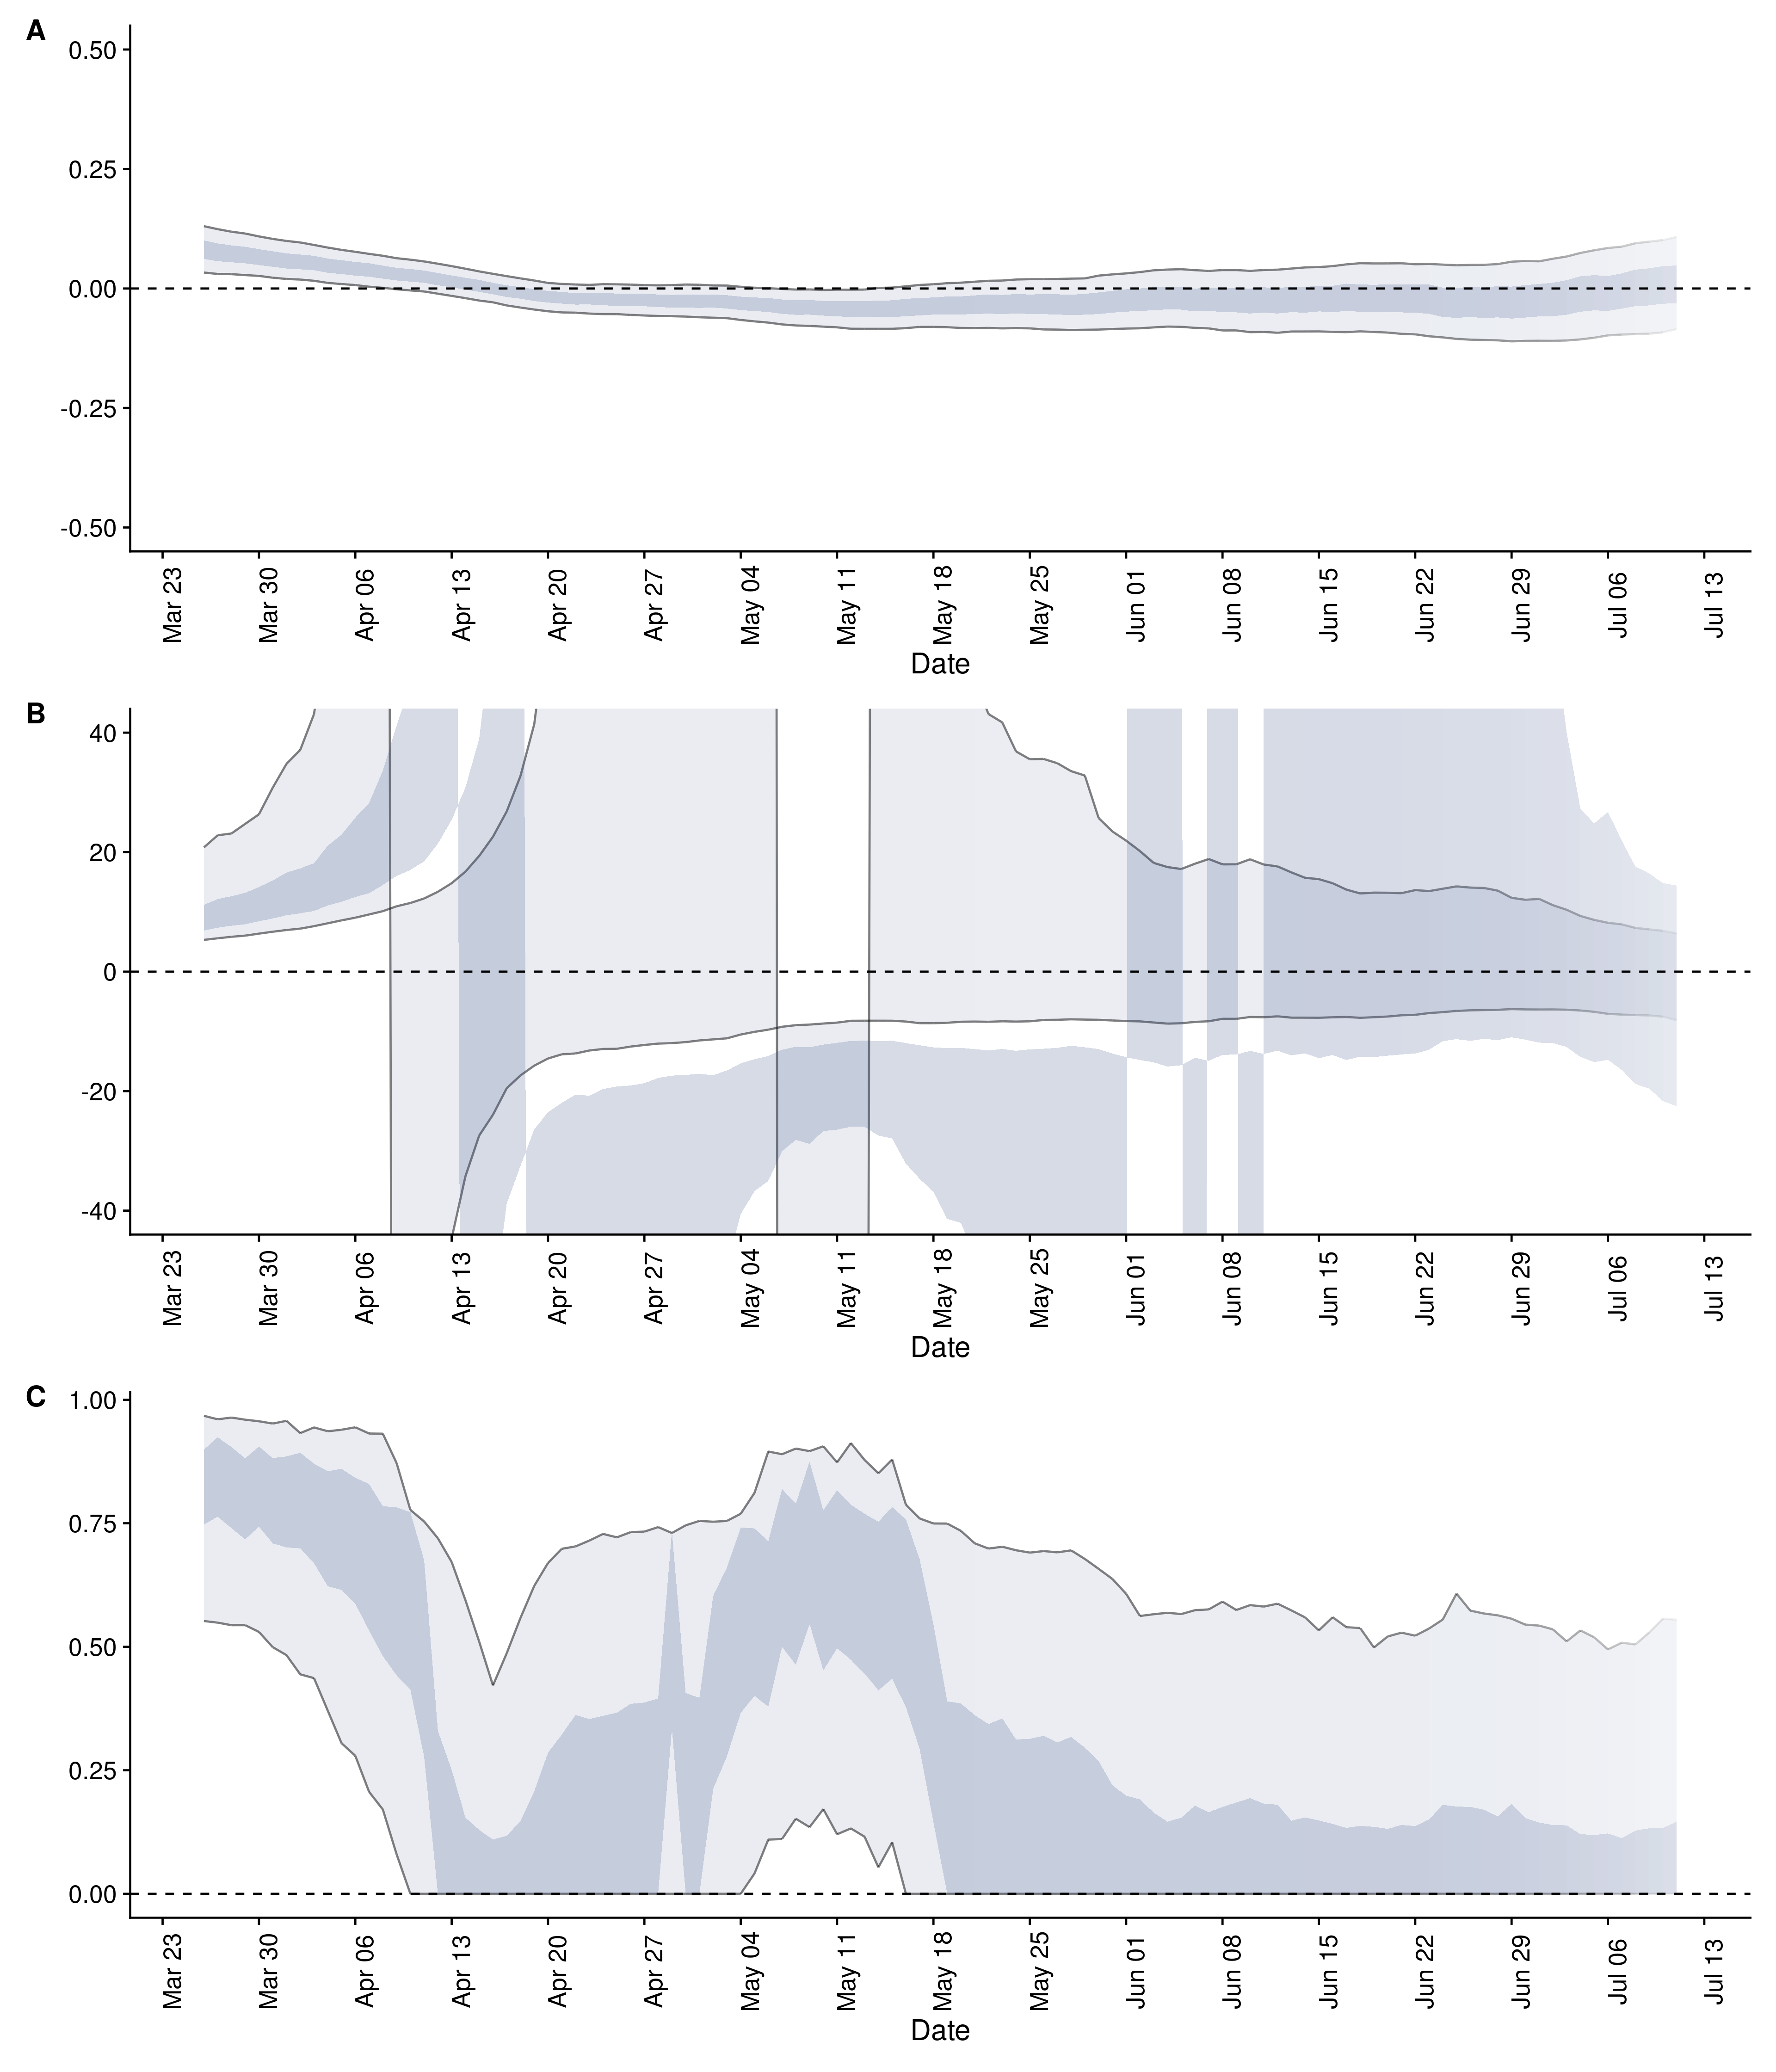 A
0.50
0.25
0.00
-0.25
-0.50
Mar 23
Mar 30
Apr 06
Apr 13
Apr 20
Apr 27
May 04
May 11
May 18
May 25
Jun 01
Jun 08
Jun 15
Jun 22
Jun 29
Jul 06
Jul 13
Date
B
40
20
0
-20
-40
Mar 23
Mar 30
Apr 06
Apr 13
Apr 20
Apr 27
May 04
May 11
May 18
May 25
Jun 01
Jun 08
Jun 15
Jun 22
Jun 29
Jul 06
Jul 13
Date
C
1.00
0.75
0.50
0.25
0.00
Mar 23
Mar 30
Apr 06
Apr 13
Apr 20
Apr 27
May 04
May 11
May 18
May 25
Jun 01
Jun 08
Jun 15
Jun 22
Jun 29
Jul 06
Jul 13
Date